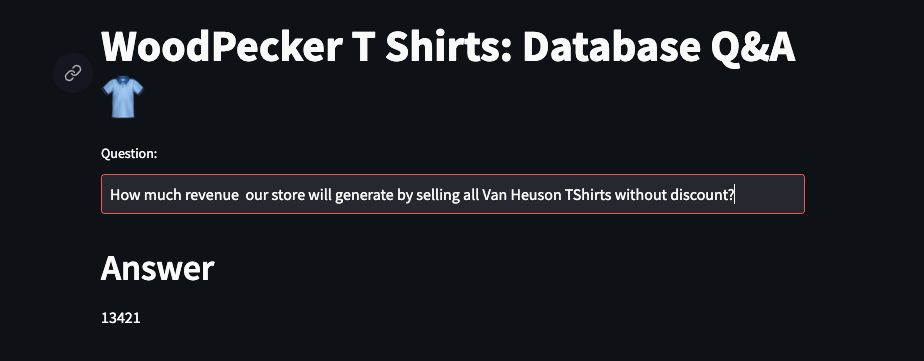 WoodPecker T Shirts: Database Q&A
Question:
How much revenue  our store will generate by selling all Van Heuson TShirts without discount?
Answer
13421